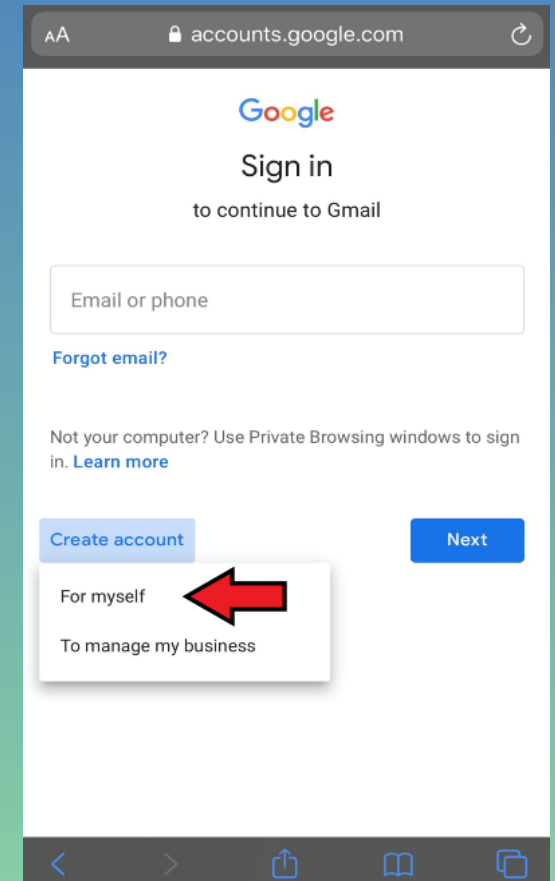 AA accounts.google.com
Google
Sign in
to continue to Gmail
Email or phone
Forgot email?
Not your computer? Use Private Browsing windows to sign
in. Learn more
Create account Next
For myself
To manage my business